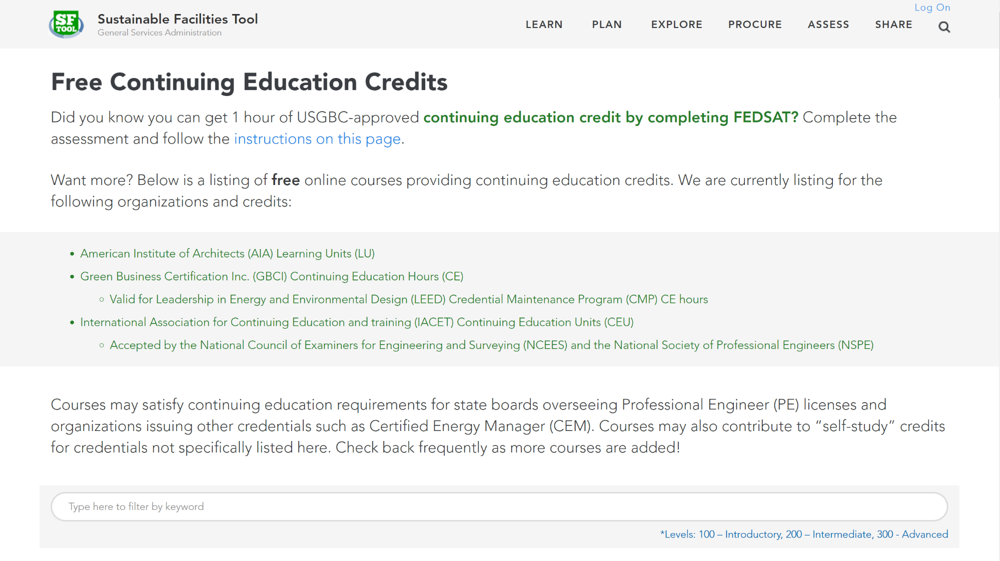 Log On
SF
TOOL
Sustainable Facilities Tool
General Services Administration
LEARN PLAN EXPLORE PROCURE ASSESS SHARE
Free Continuing Education Credits
Did you know you can get 1 hour of USGBC-approved continuing education credit by completing FEDSAT? Complete the
assessment and follow the instructions on this page.
Want more? Below is a listing of free online courses providing continuing education credits. We are currently listing for the
following organizations and credits:
• American Institute of Architects (AIA) Learning Units (LU)
• Green Business Certification Inc. (GBCI) Continuing Education Hours (CE)
◦ Valid for Leadership in Energy and Environmental Design (LEED) Credential Maintenance Program (CMP) CE hours
• International Association for Continuing Education and training (IACET) Continuing Education Units (CEU)
◦ Accepted by the National Council of Examiners for Engineering and Surveying (NCEES) and the National Society of Professional Engineers (NSPE)
Courses may satisfy continuing education requirements for state boards overseeing Professional Engineer (PE) licenses and
organizations issuing other credentials such as Certified Energy Manager (CEM). Courses may also contribute to “self-study” credits
for credentials not specifically listed here. Check back frequently as more courses are added!
Type here to filter by keyword
*Levels: 100 – Introductory, 200 – Intermediate, 300 - Advanced